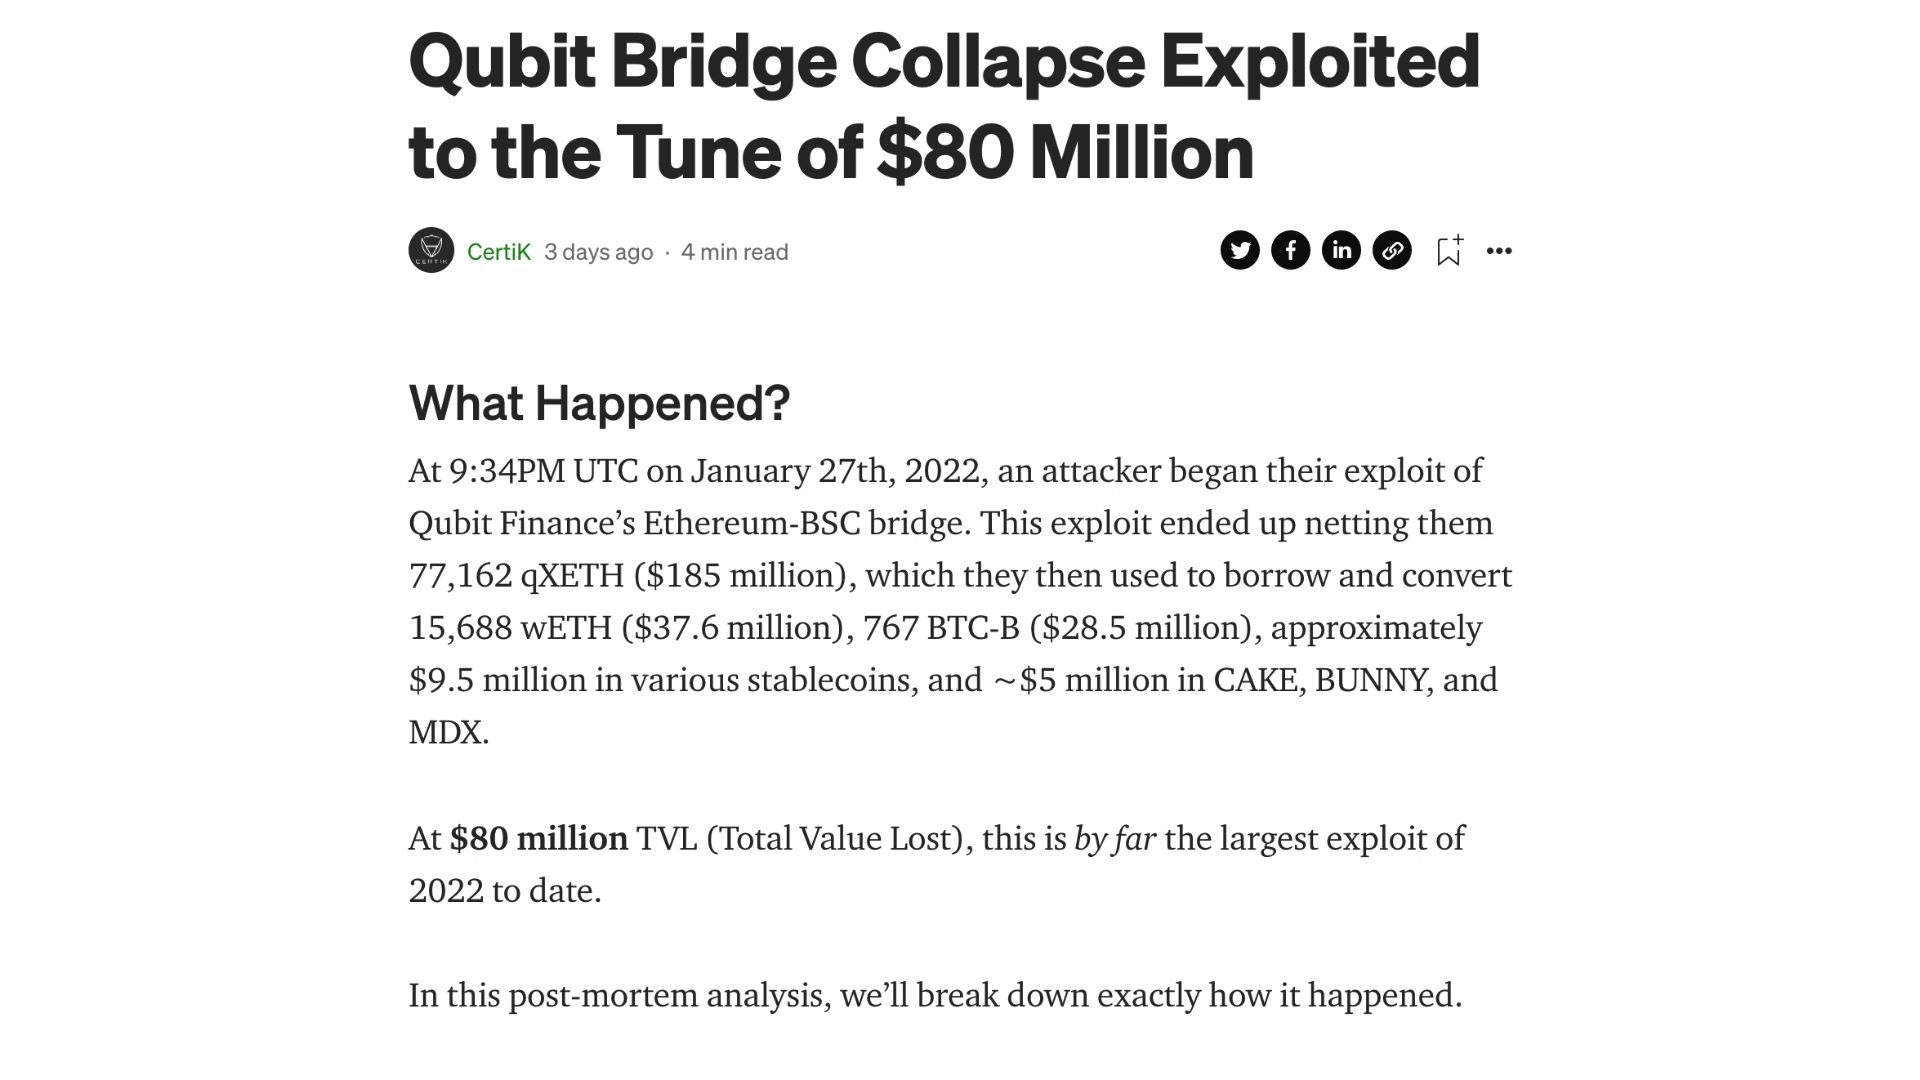 Qubit Bridge Collapse Exploited
to the Tune of $80 Million
CERTIK
CertiK 3 days ago · 4 min read
What Happened?
At 9:34PM UTC on January 27th, 2022, an attacker began their exploit of
Qubit Finance’s Ethereum-BSC bridge. This exploit ended up netting them
77,162 qXETH ($185 million), which they then used to borrow and convert
15,688 wETH ($37.6 million), 767 BTC-B ($28.5 million), approximately
$9.5 million in various stablecoins, and ~$5 million in CAKE, BUNNY, and
MDX.
At $80 million TVL (Total Value Lost), this is by far the largest exploit of
2022 to date.
In this post-mortem analysis, we’ll break down exactly how it happened.